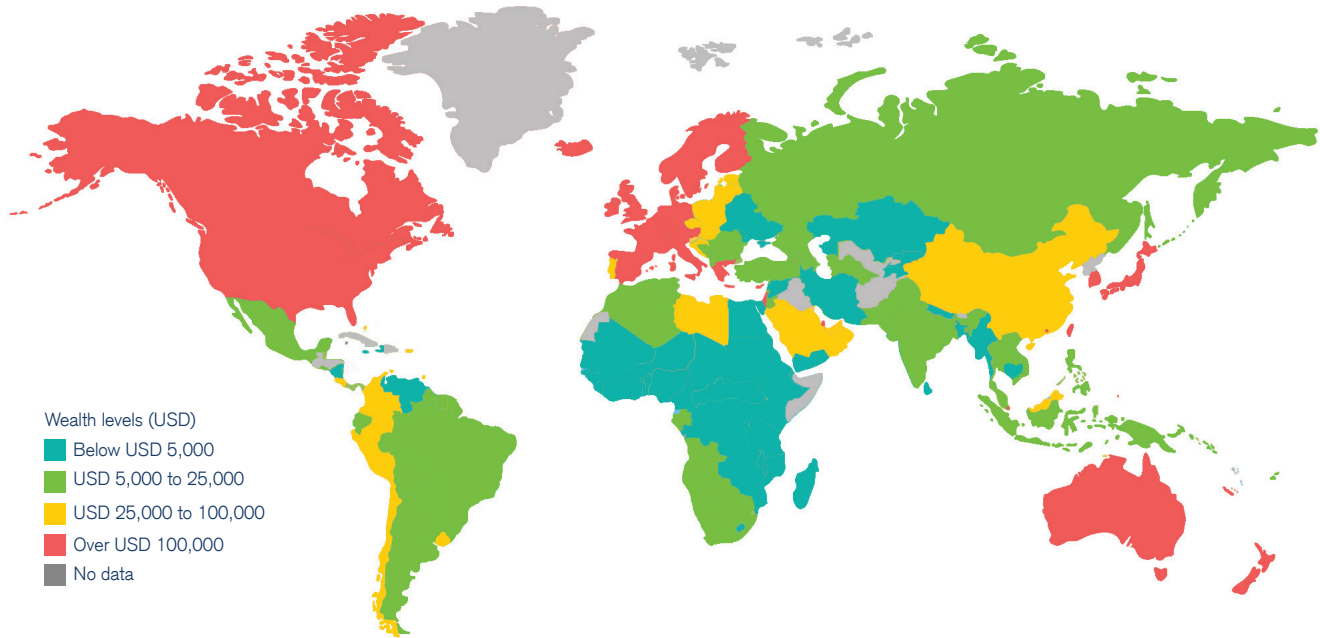 Wealth levels (USD)
Below USD 5,000
USD 5,000 to 25,000
USD 25,000 to 100,000
Over USD 100,000
No data